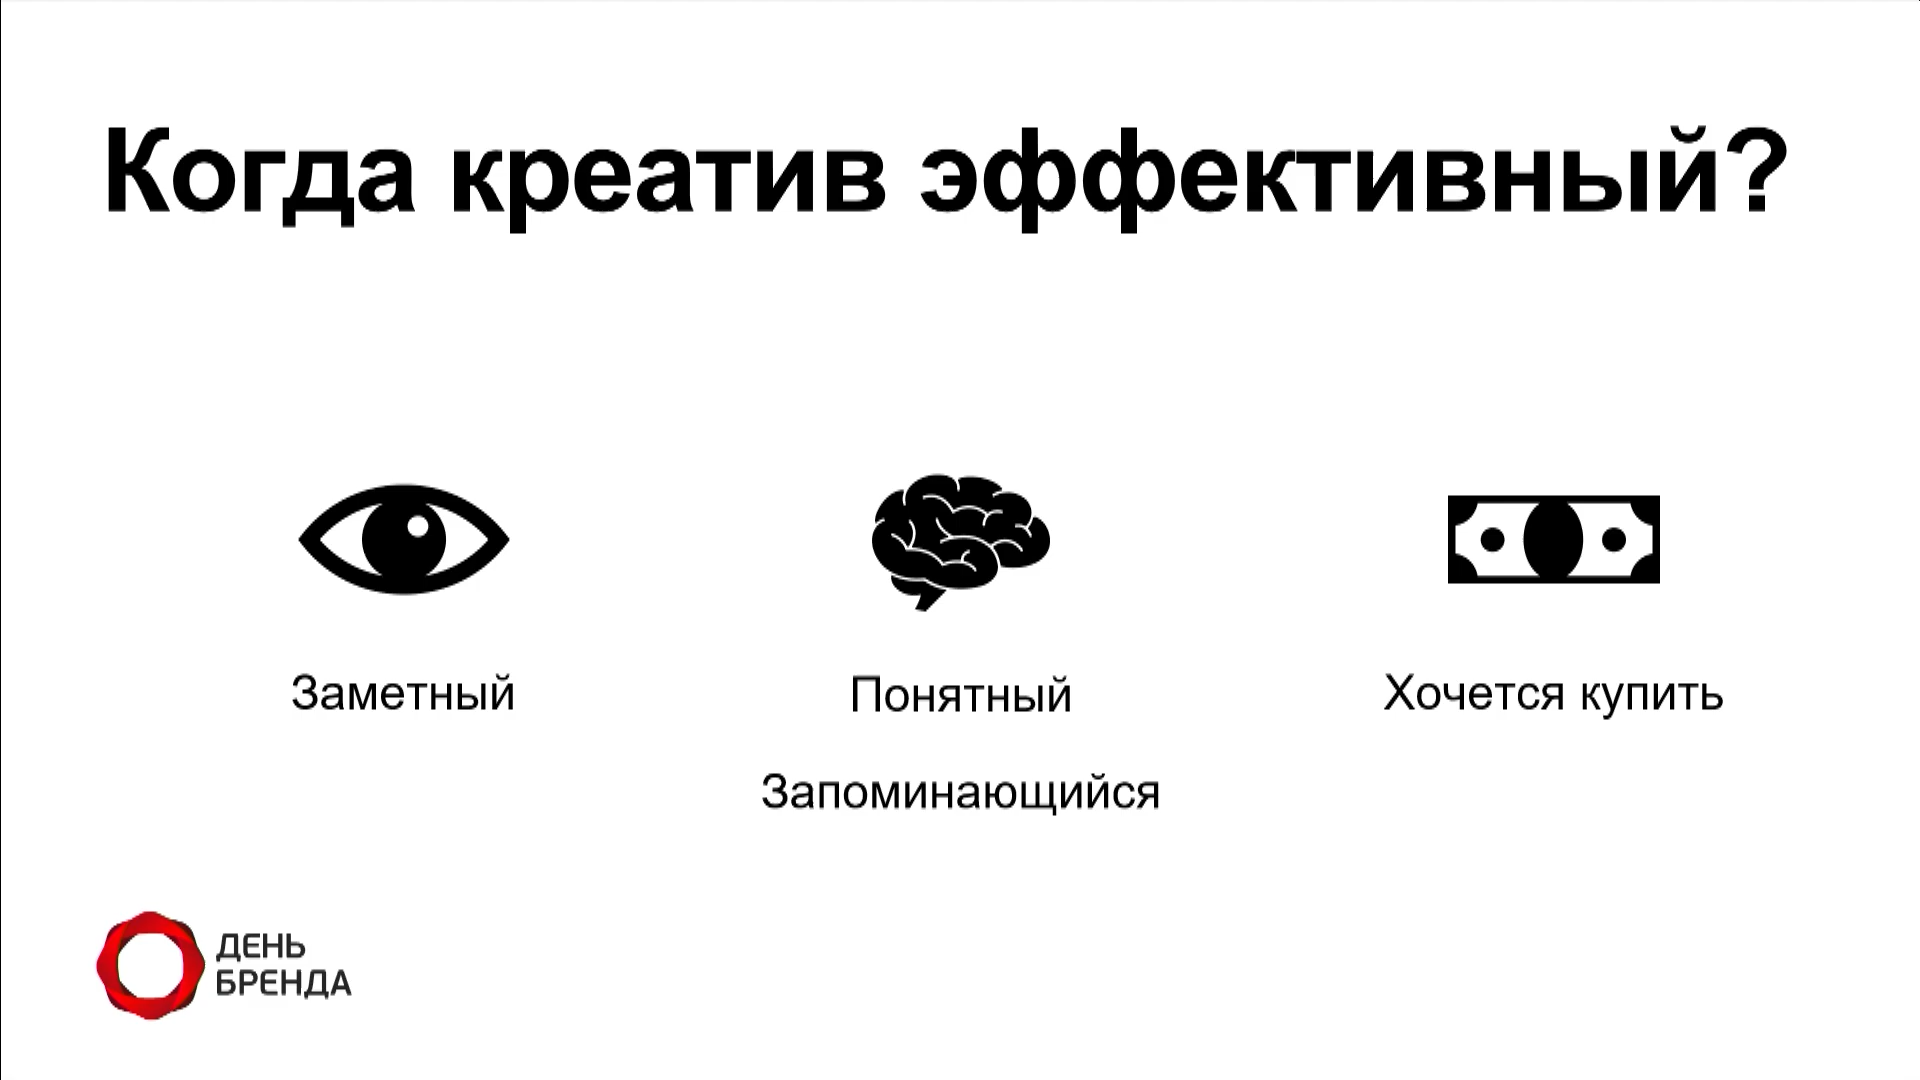 Когда креатив эффективный?
Заметный
Понятный
Хочется купить
Запоминающийся
ДЕНЬ
БРЕНДА